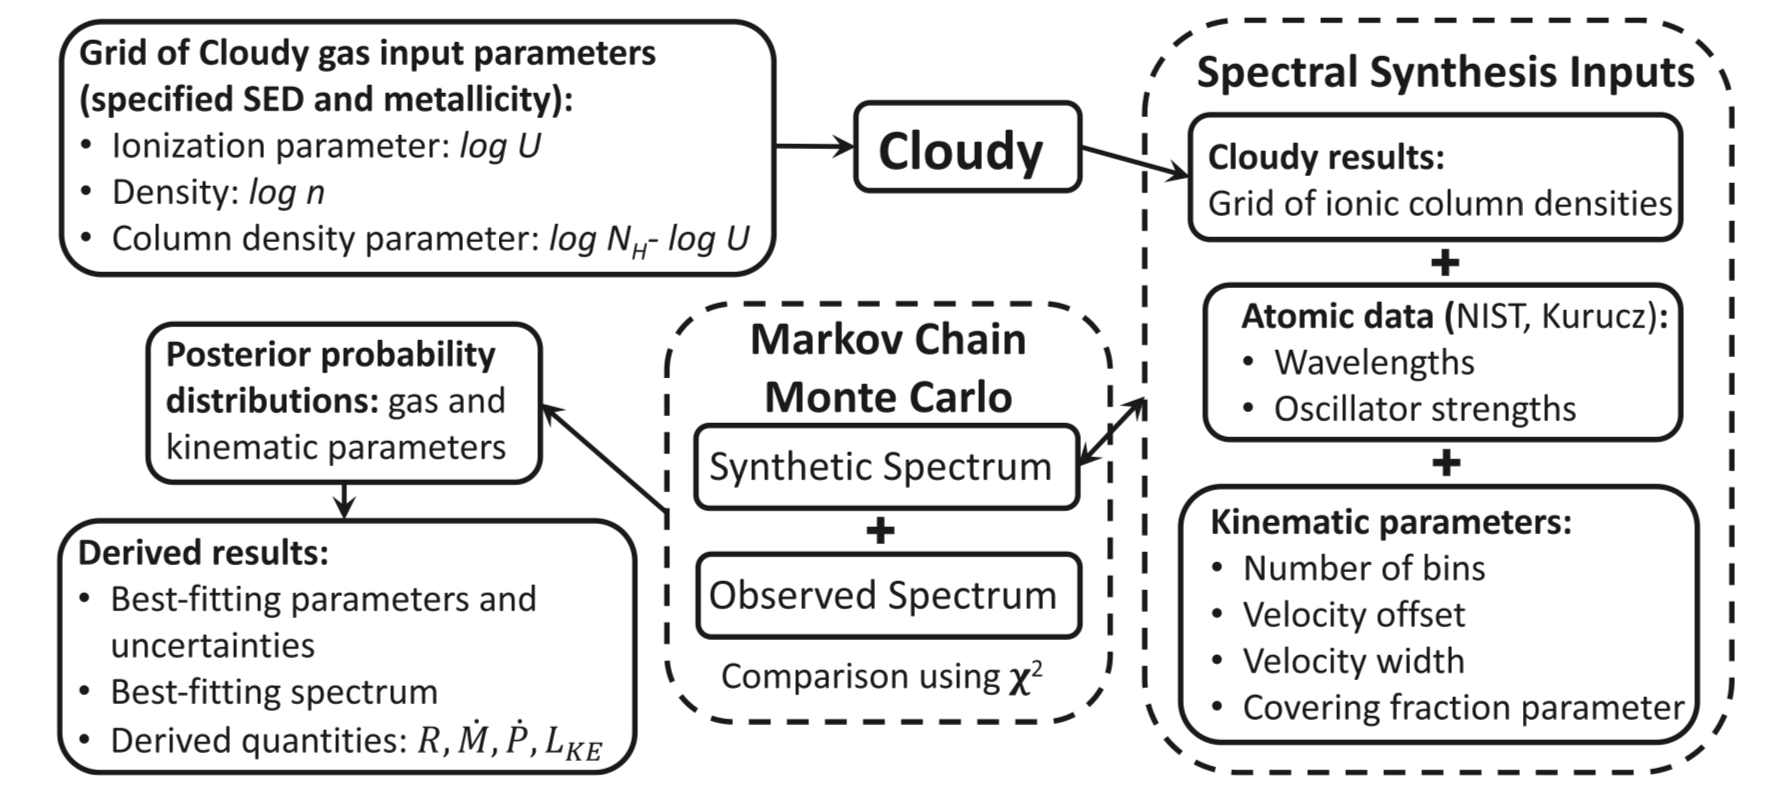 Grid of Cloudy gas input parameters
(specified SED and metallicity):
• Ionization parameter: log U
• Density: log n
• Column density parameter: log N_H- log U
Cloudy
Spectral Synthesis Inputs
Cloudy results:
Grid of ionic column densities
+
Atomic data (NIST, Kurucz):
• Wavelengths
• Oscillator strengths
+
Kinematic parameters:
• Number of bins
• Velocity offset
• Velocity width
• Covering fraction parameter
Markov Chain
Monte Carlo
Synthetic Spectrum
+
Observed Spectrum
Comparison using χ²
Posterior probability
distributions: gas and
kinematic parameters
Derived results:
• Best-fitting parameters and
uncertainties
• Best-fitting spectrum
• Derived quantities: R, Ṁ, Ṗ, L_KE